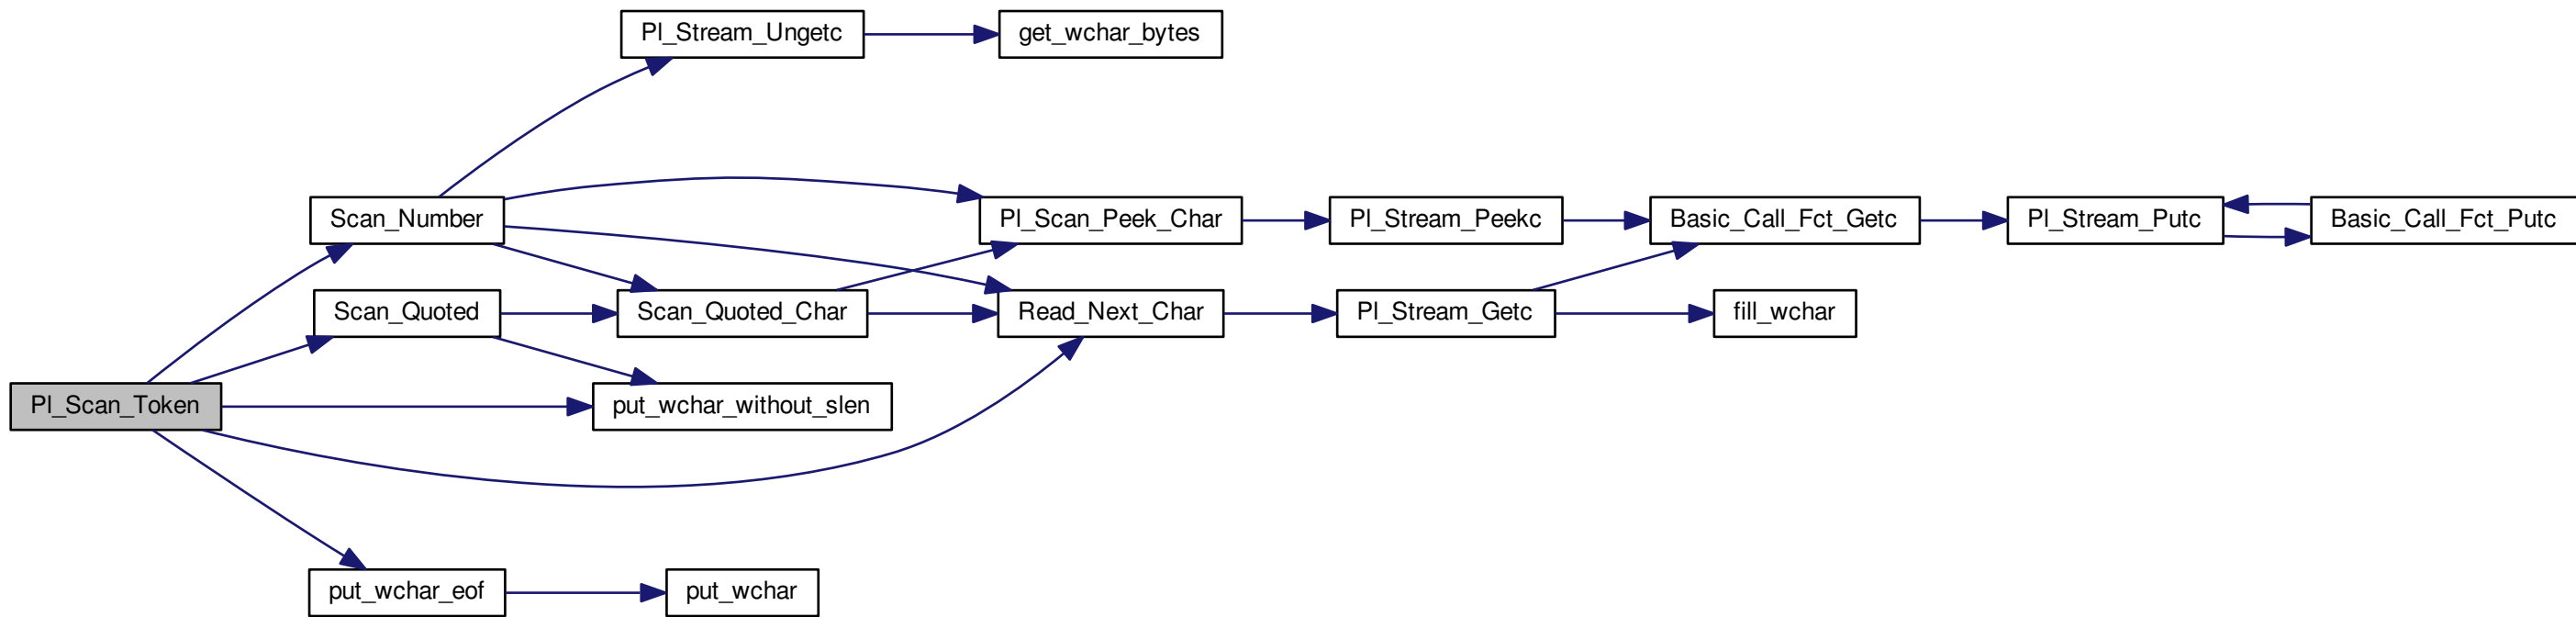 Pl_Stream_Ungetc
get_wchar_bytes
Scan_Number
Pl_Scan_Peek_Char
Pl_Stream_Peekc
Basic_Call_Fct_Getc
Pl_Stream_Putc
Basic_Call_Fct_Putc
Scan_Quoted
Scan_Quoted_Char
Read_Next_Char
Pl_Stream_Getc
fill_wchar
Pl_Scan_Token
put_wchar_without_slen
put_wchar_eof
put_wchar